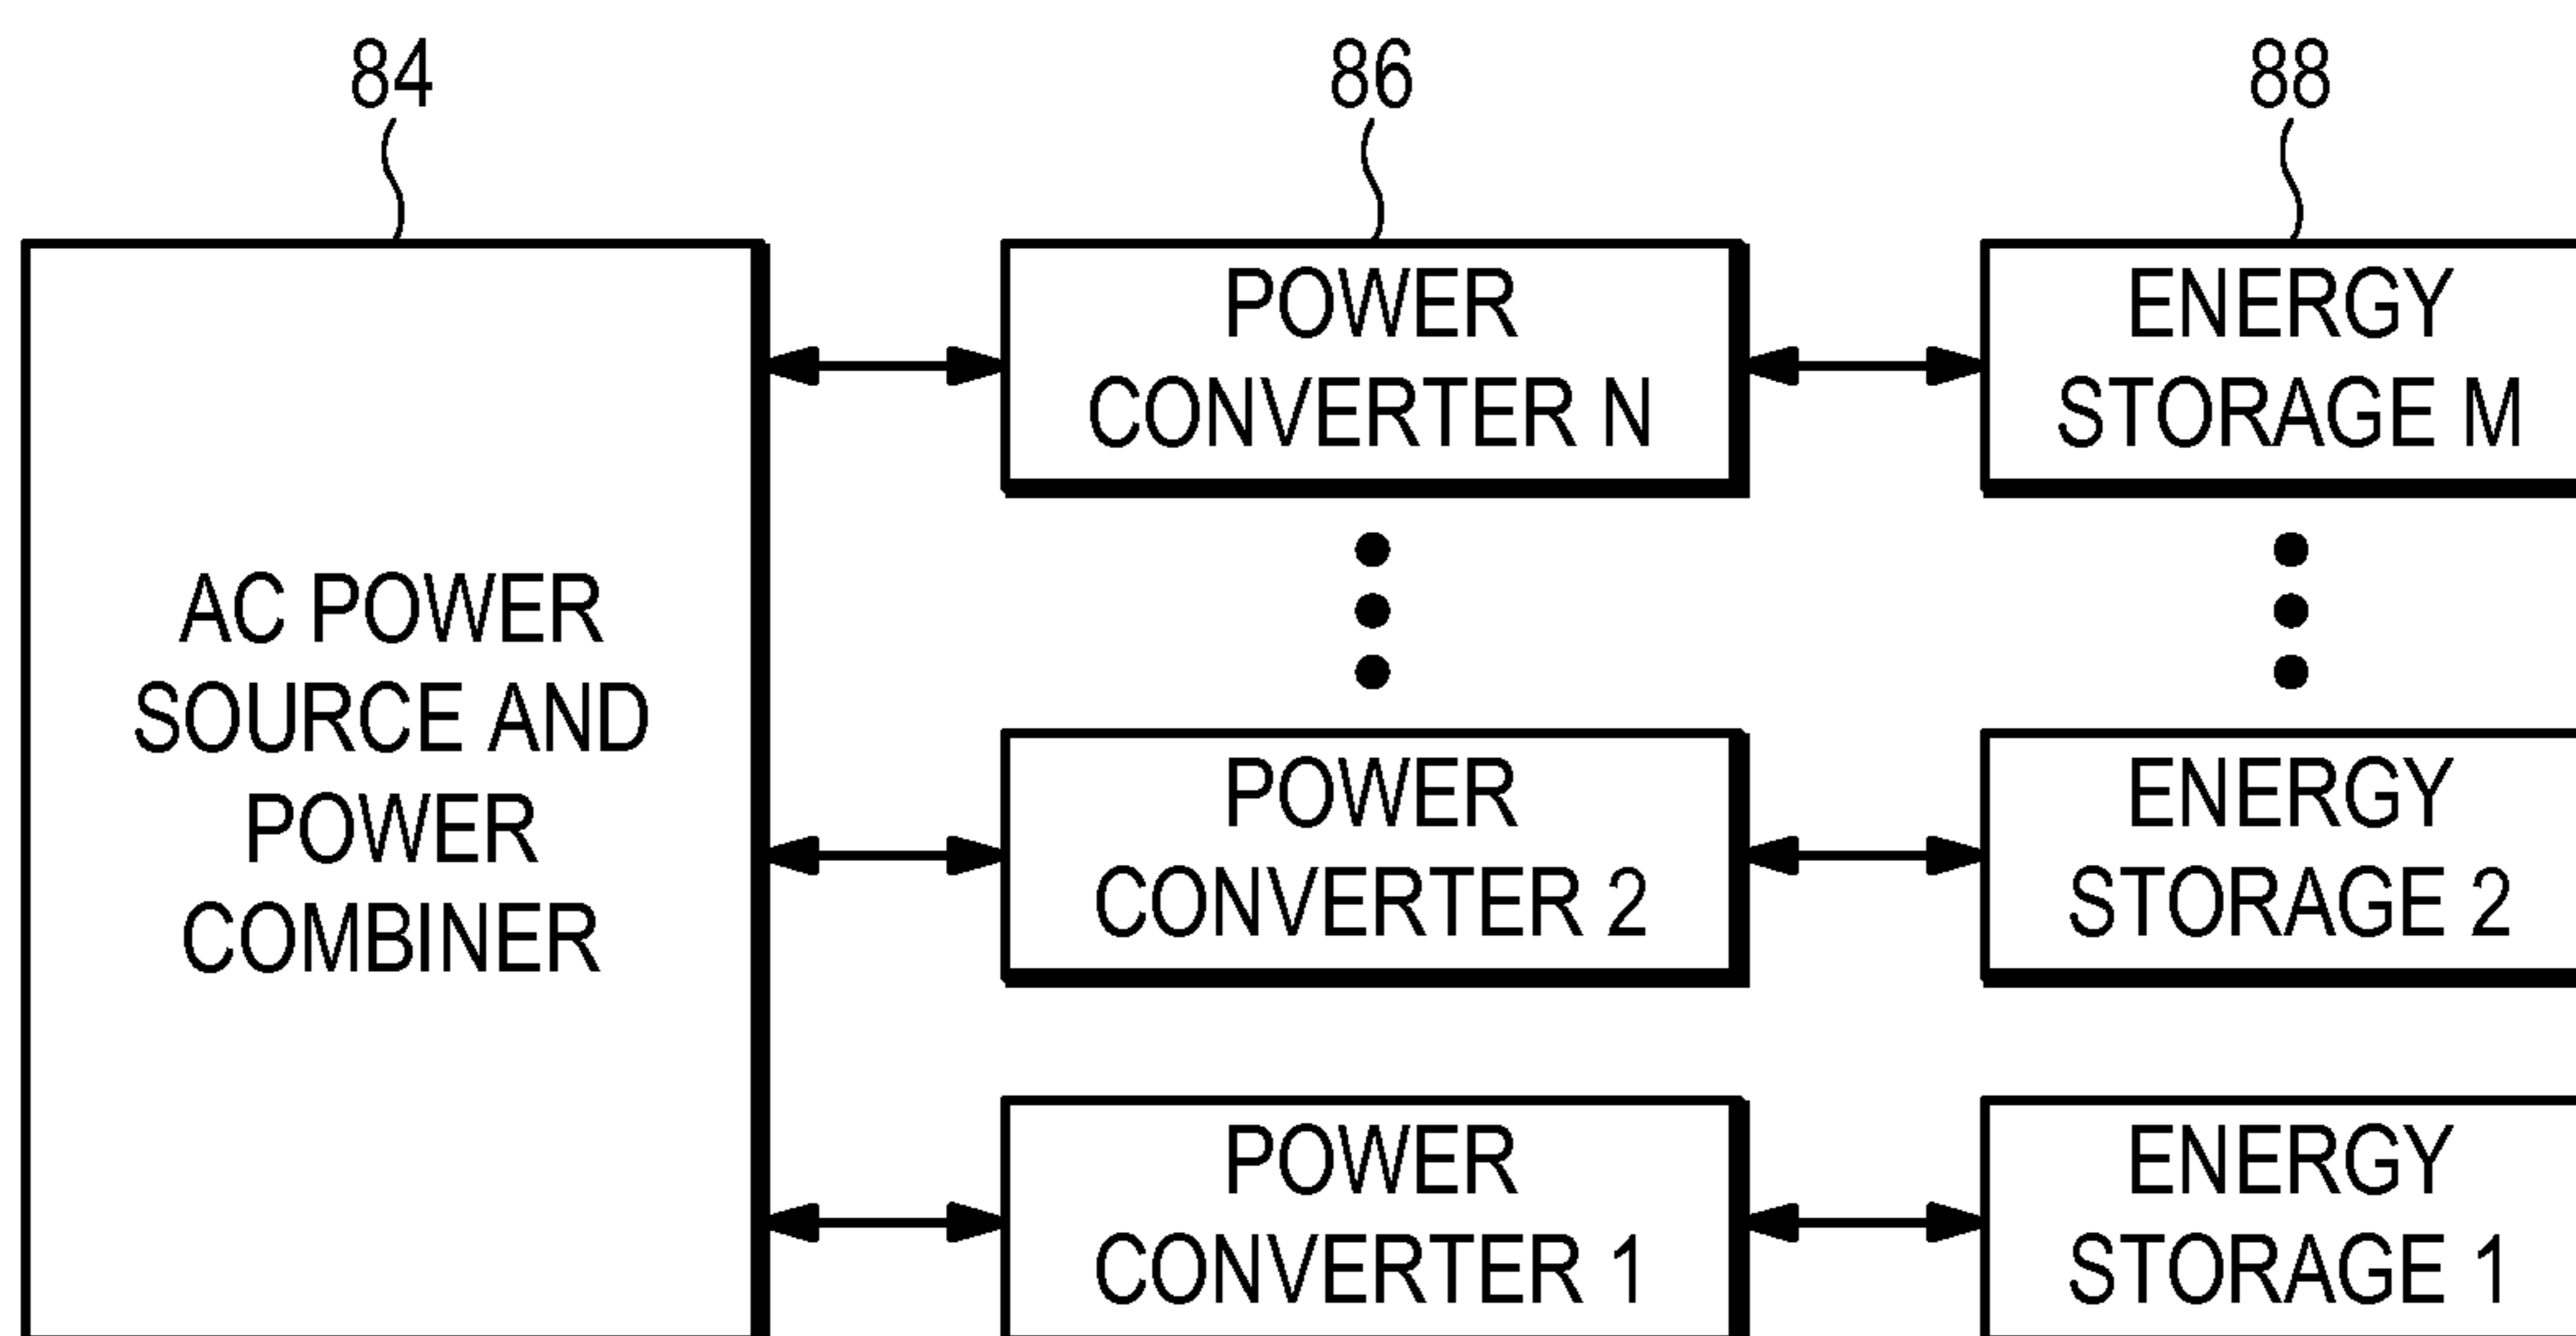 84
86
88
AC POWER
SOURCE AND
POWER
COMBINER
POWER
CONVERTER N
ENERGY
STORAGE M
POWER
CONVERTER 2
ENERGY
STORAGE 2
POWER
CONVERTER 1
ENERGY
STORAGE 1